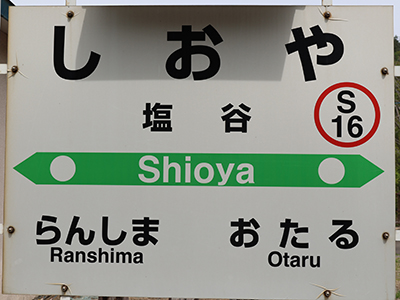 しおや
塩谷
S
16
Shioya
らんしま おたる
Ranshima Otaru